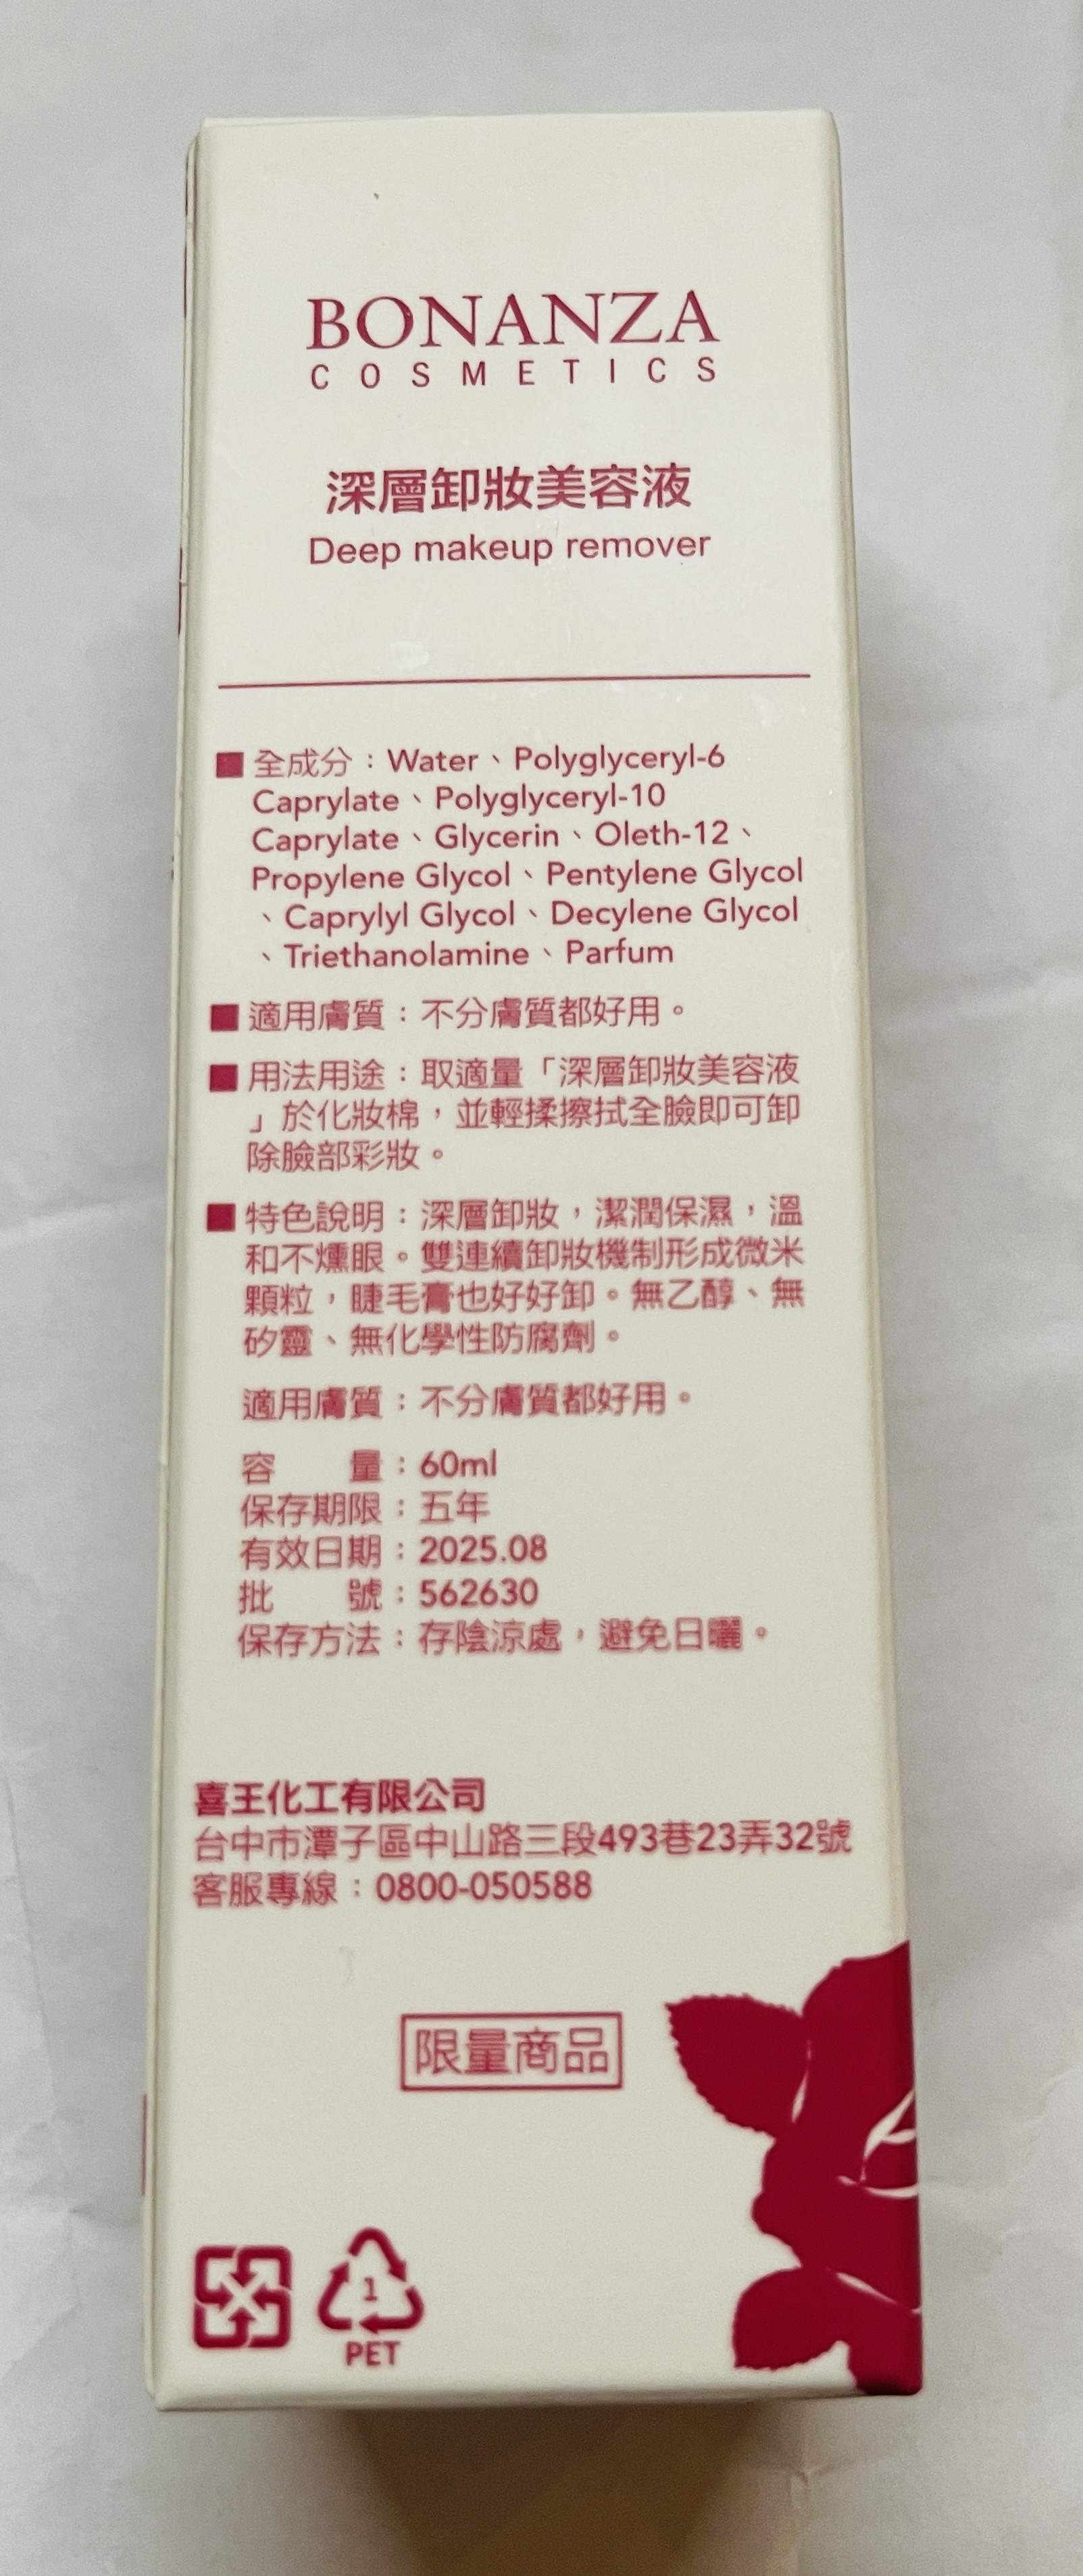 BONANZA
COSMETICS
深層卸妝美容液
Deep makeup remover
■ 全成分：Water、Polyglyceryl-6
Caprylate、Polyglyceryl-10
Caprylate、Glycerin、Oleth-12、
Propylene Glycol、Pentylene Glycol
、Caprylyl Glycol、Decylene Glycol
、Triethanolamine、Parfum
■ 適用膚質：不分膚質都好用。
■ 用法用途：取適量「深層卸妝美容液
」於化妝棉，並輕揉擦拭全臉即可卸
除臉部彩妝。
■ 特色說明：深層卸妝，潔潤保濕，溫
和不燻眼。雙連續卸妝機制形成微米
顆粒，睫毛膏也好好卸。無乙醇、無
矽靈、無化學性防腐劑。
適用膚質：不分膚質都好用。
容　　量：60ml
保存期限：五年
有效日期：2025.08
批　　號：562630
保存方法：存陰涼處，避免日曬。
喜王化工有限公司
台中市潭子區中山路三段493巷23弄32號
客服專線：0800-050588
限量商品
1
PET